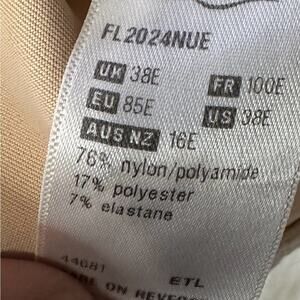 FL2024NUE
UK 38E FR 100E
EU 85E US 38E
AUS NZ 16E
76% nylon/polyamide
17% polyester
7% elastane
44681 ETL
ON